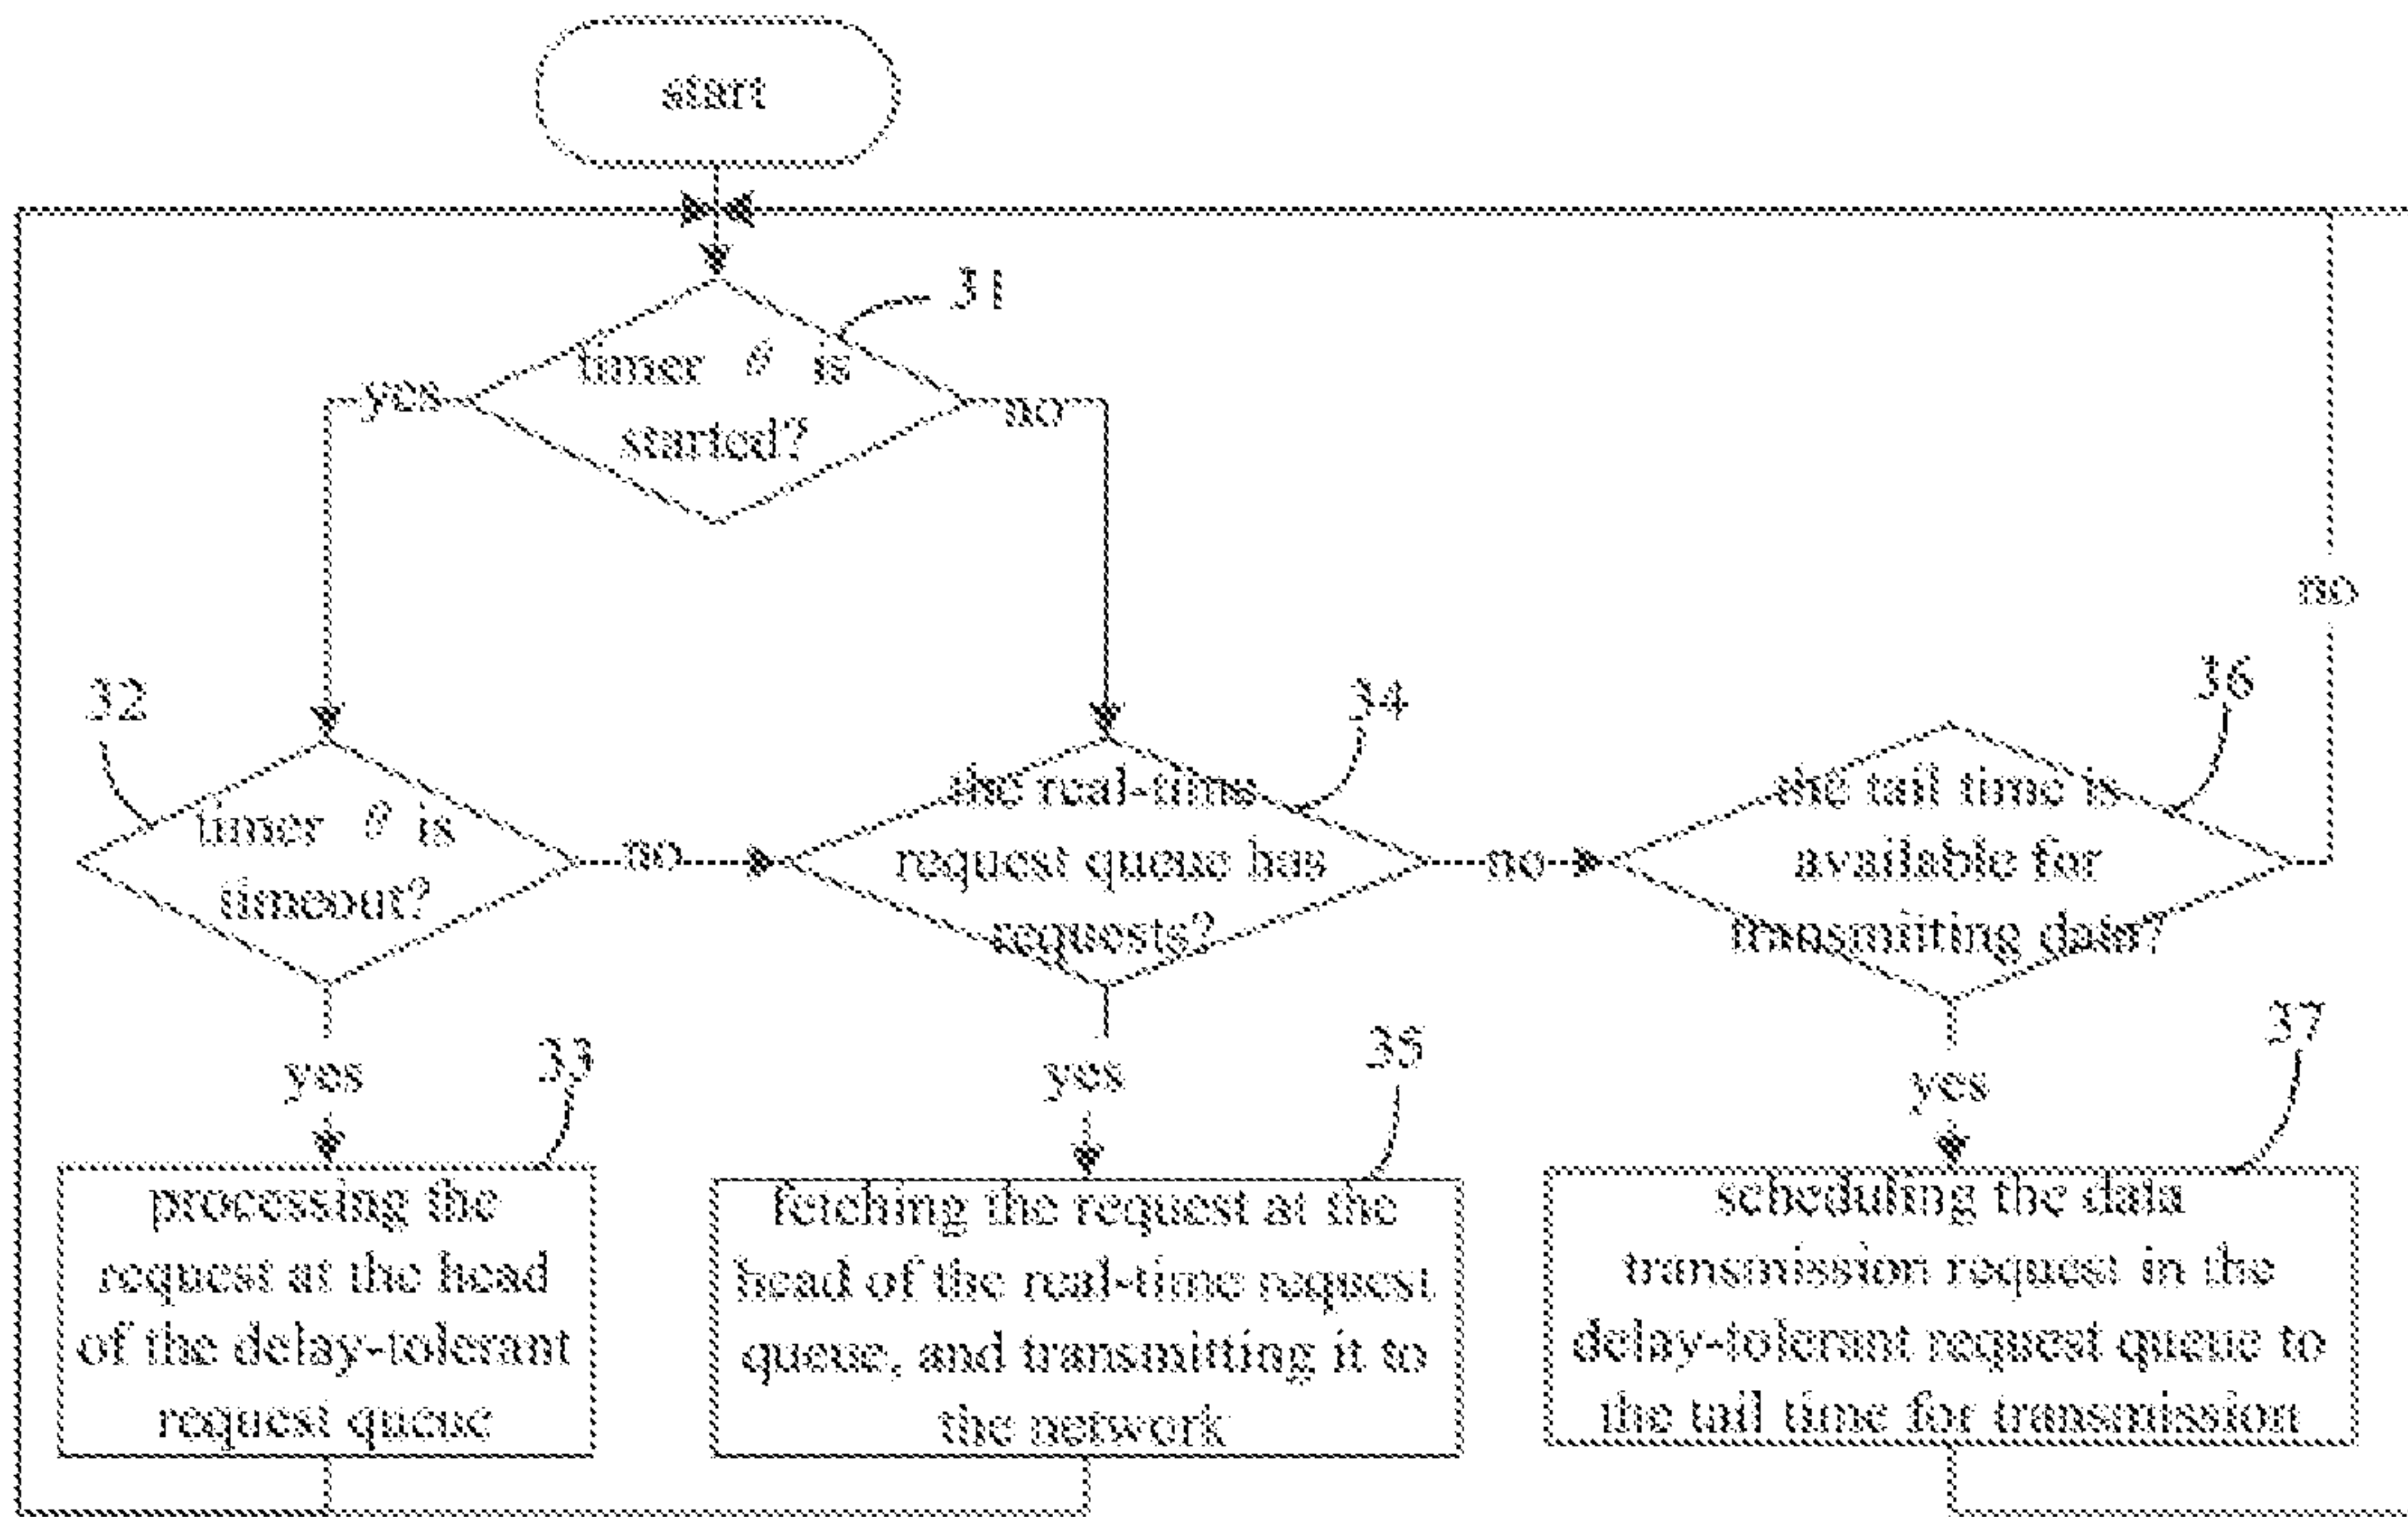 start
31
timer θ is
started?
yes
no
no
32
34
36
timer θ is
timeout?
no
the real-time
request queue has
requests?
no
the tail time is
available for
transmitting data?
yes
33
yes
35
yes
37
processing the
request at the head
of the delay-tolerant
request queue
fetching the request at the
head of the real-time request
queue, and transmitting it to
the network
scheduling the data
transmission request in the
delay-tolerant request queue to
the tail time for transmission